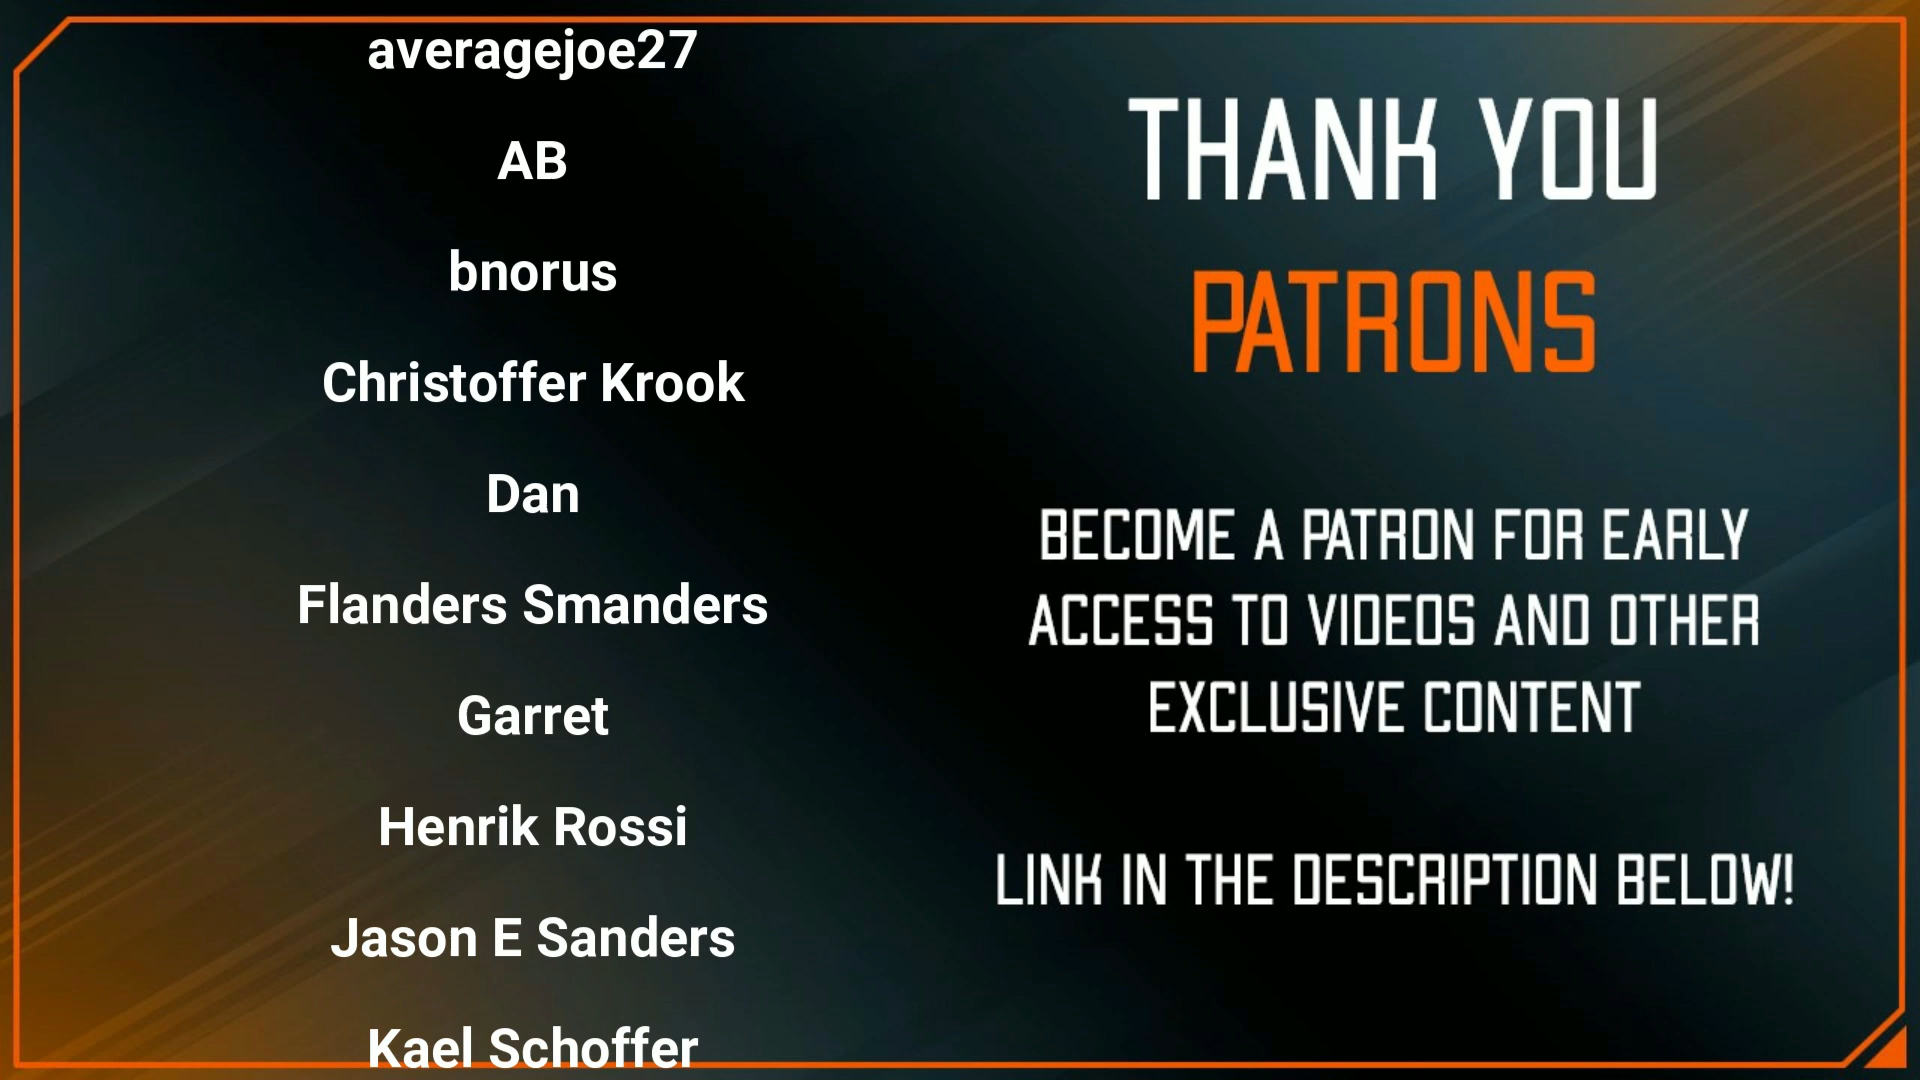 averagejoe27
AB
bnorus
Christoffer Krook
Dan
Flanders Smanders
Garret
Henrik Rossi
Jason E Sanders
Kael Schoffer
THANK YOU
PATRONS
BECOME A PATRON FOR EARLY
ACCESS TO VIDEOS AND OTHER
EXCLUSIVE CONTENT
LINK IN THE DESCRIPTION BELOW!